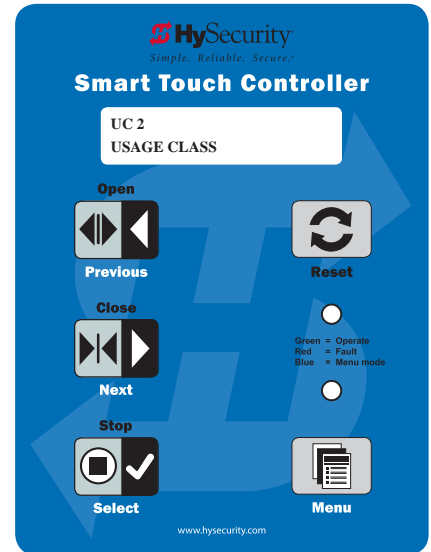 HySecurity
Simple. Reliable. Secure.
Smart Touch Controller
UC 2
USAGE CLASS
Open
Previous
Reset
Close
Next
Green = Operate
Red = Fault
Blue = Menu mode
Stop
Select
Menu
www.hysecurity.com